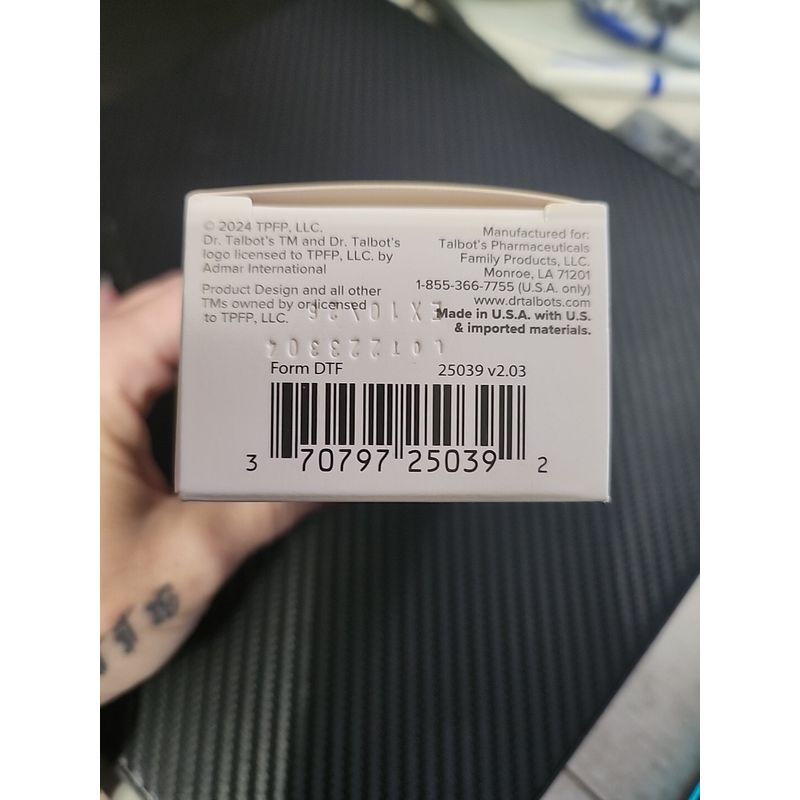 © 2024 TPFP, LLC.
Dr. Talbot's TM and Dr. Talbot's
logo licensed to TPFP, LLC. by
Admar International
Product Design and all other
TMs owned by or licensed
to TPFP, LLC.
Manufactured for:
Talbot's Pharmaceuticals
Family Products, LLC.
Monroe, LA 71201
1-855-366-7755 (U.S.A. only)
www.drtalbots.com
Made in U.S.A. with U.S.
& imported materials.
EX10/26
LOT223304
Form DTF
25039 v2.03
3 70797 25039 2